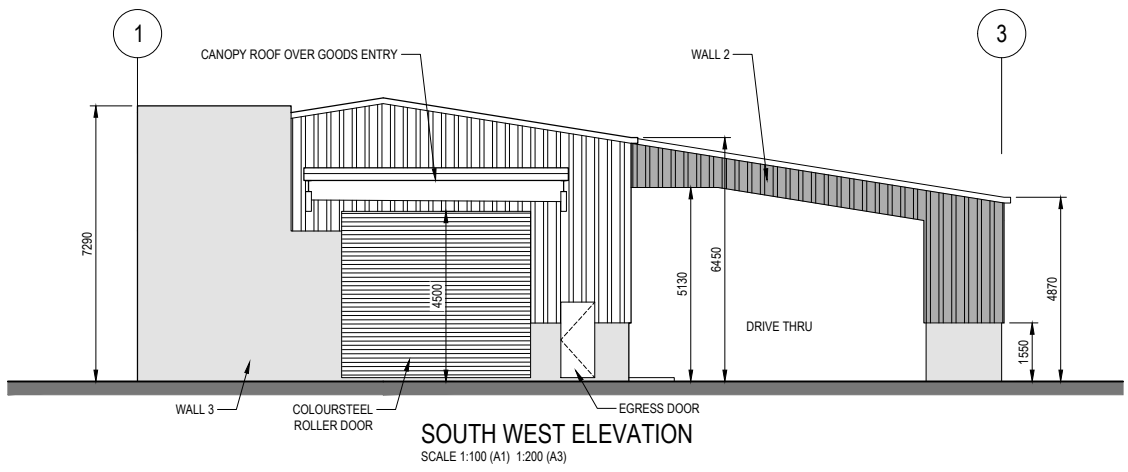 1
3
CANOPY ROOF OVER GOODS ENTRY
WALL 2
7290
4500
5130
6450
4870
1550
DRIVE THRU
WALL 3
COLOURSTEEL
ROLLER DOOR
EGRESS DOOR
SOUTH WEST ELEVATION
SCALE 1:100 (A1) 1:200 (A3)